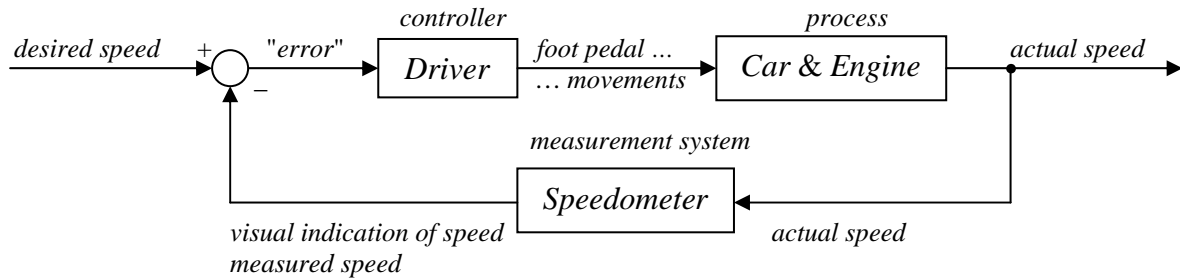 controller
process
desired speed
+
"error"
Driver
foot pedal …
… movements
Car & Engine
actual speed
−
measurement system
Speedometer
visual indication of speed
measured speed
actual speed